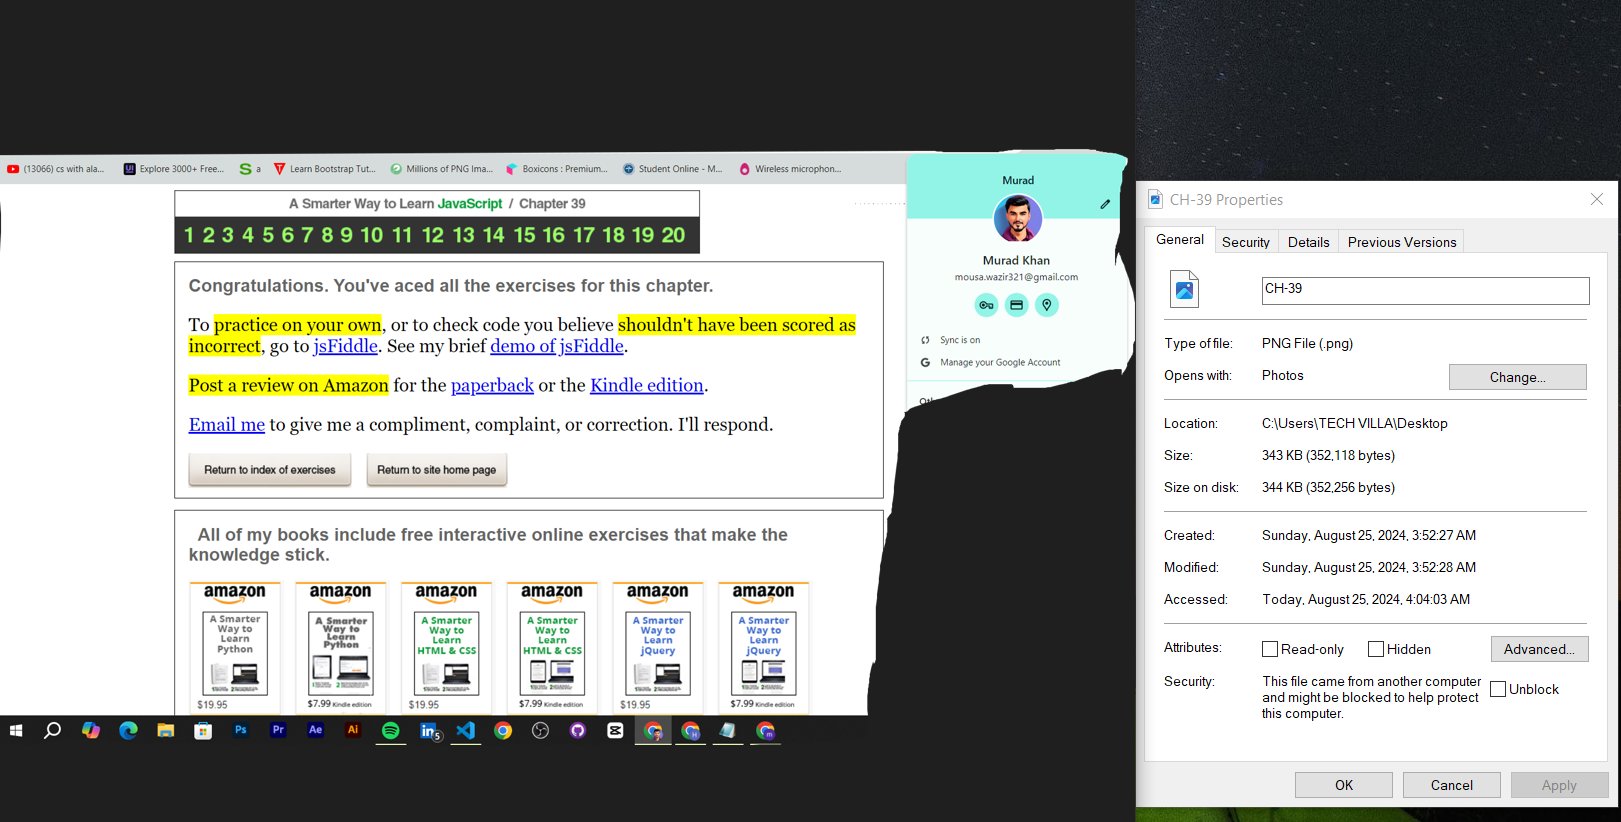 (13066) cs with ala...
Explore 3000+ Free...
a
Learn Bootstrap Tut...
Millions of PNG Ima...
Boxicons : Premium...
Student Online - M...
Wireless microphon...
A Smarter Way to Learn JavaScript / Chapter 39
1 2 3 4 5 6 7 8 9 10 11 12 13 14 15 16 17 18 19 20
Congratulations. You've aced all the exercises for this chapter.
To practice on your own, or to check code you believe shouldn't have been scored as
incorrect, go to jsFiddle. See my brief demo of jsFiddle.
Post a review on Amazon for the paperback or the Kindle edition.
Email me to give me a compliment, complaint, or correction. I'll respond.
Return to index of exercises
Return to site home page
All of my books include free interactive online exercises that make the
knowledge stick.
amazon
A Smarter
Way to
Learn
Python
$19.95
amazon
A Smarter
Way to
Learn
Python
$7.99 Kindle edition
amazon
A Smarter
Way to
Learn
HTML & CSS
$19.95
amazon
A Smarter
Way to
Learn
HTML & CSS
$7.99 Kindle edition
amazon
A Smarter
Way to
Learn
jQuery
$19.95
amazon
A Smarter
Way to
Learn
jQuery
$7.99 Kindle edition
Murad
Murad Khan
mousa.wazir321@gmail.com
Sync is on
Manage your Google Account
Ps
Pr
Ae
Ai
in
5
H
m
CH-39 Properties
General
Security
Details
Previous Versions
CH-39
Type of file: PNG File (.png)
Opens with: Photos
Change...
Location: C:\Users\TECH VILLA\Desktop
Size: 343 KB (352,118 bytes)
Size on disk: 344 KB (352,256 bytes)
Created: Sunday, August 25, 2024, 3:52:27 AM
Modified: Sunday, August 25, 2024, 3:52:28 AM
Accessed: Today, August 25, 2024, 4:04:03 AM
Attributes: Read-only Hidden
Advanced...
Security: This file came from another computer
and might be blocked to help protect
this computer.
Unblock
OK
Cancel
Apply